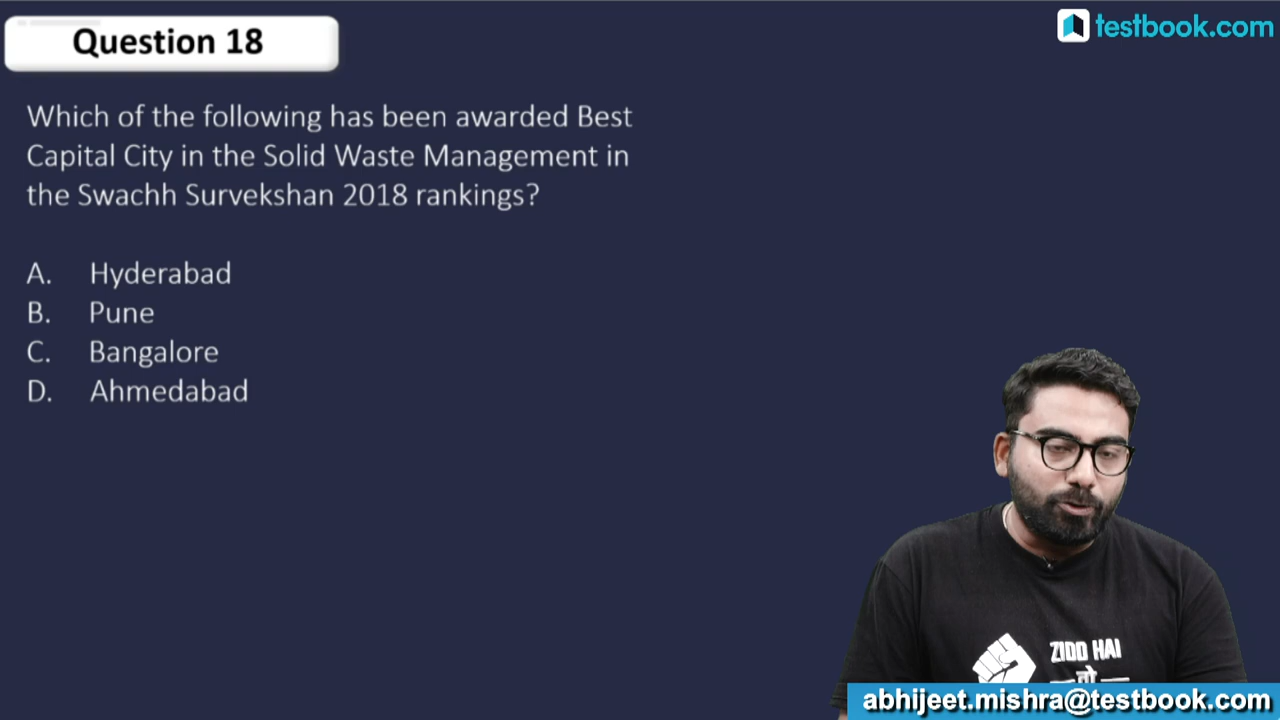 Question 18
testbook.com
Which of the following has been awarded Best
Capital City in the Solid Waste Management in
the Swachh Survekshan 2018 rankings?
A. Hyderabad
B. Pune
C. Bangalore
D. Ahmedabad
ZIDD HAI
तो
abhijeet.mishra@testbook.com